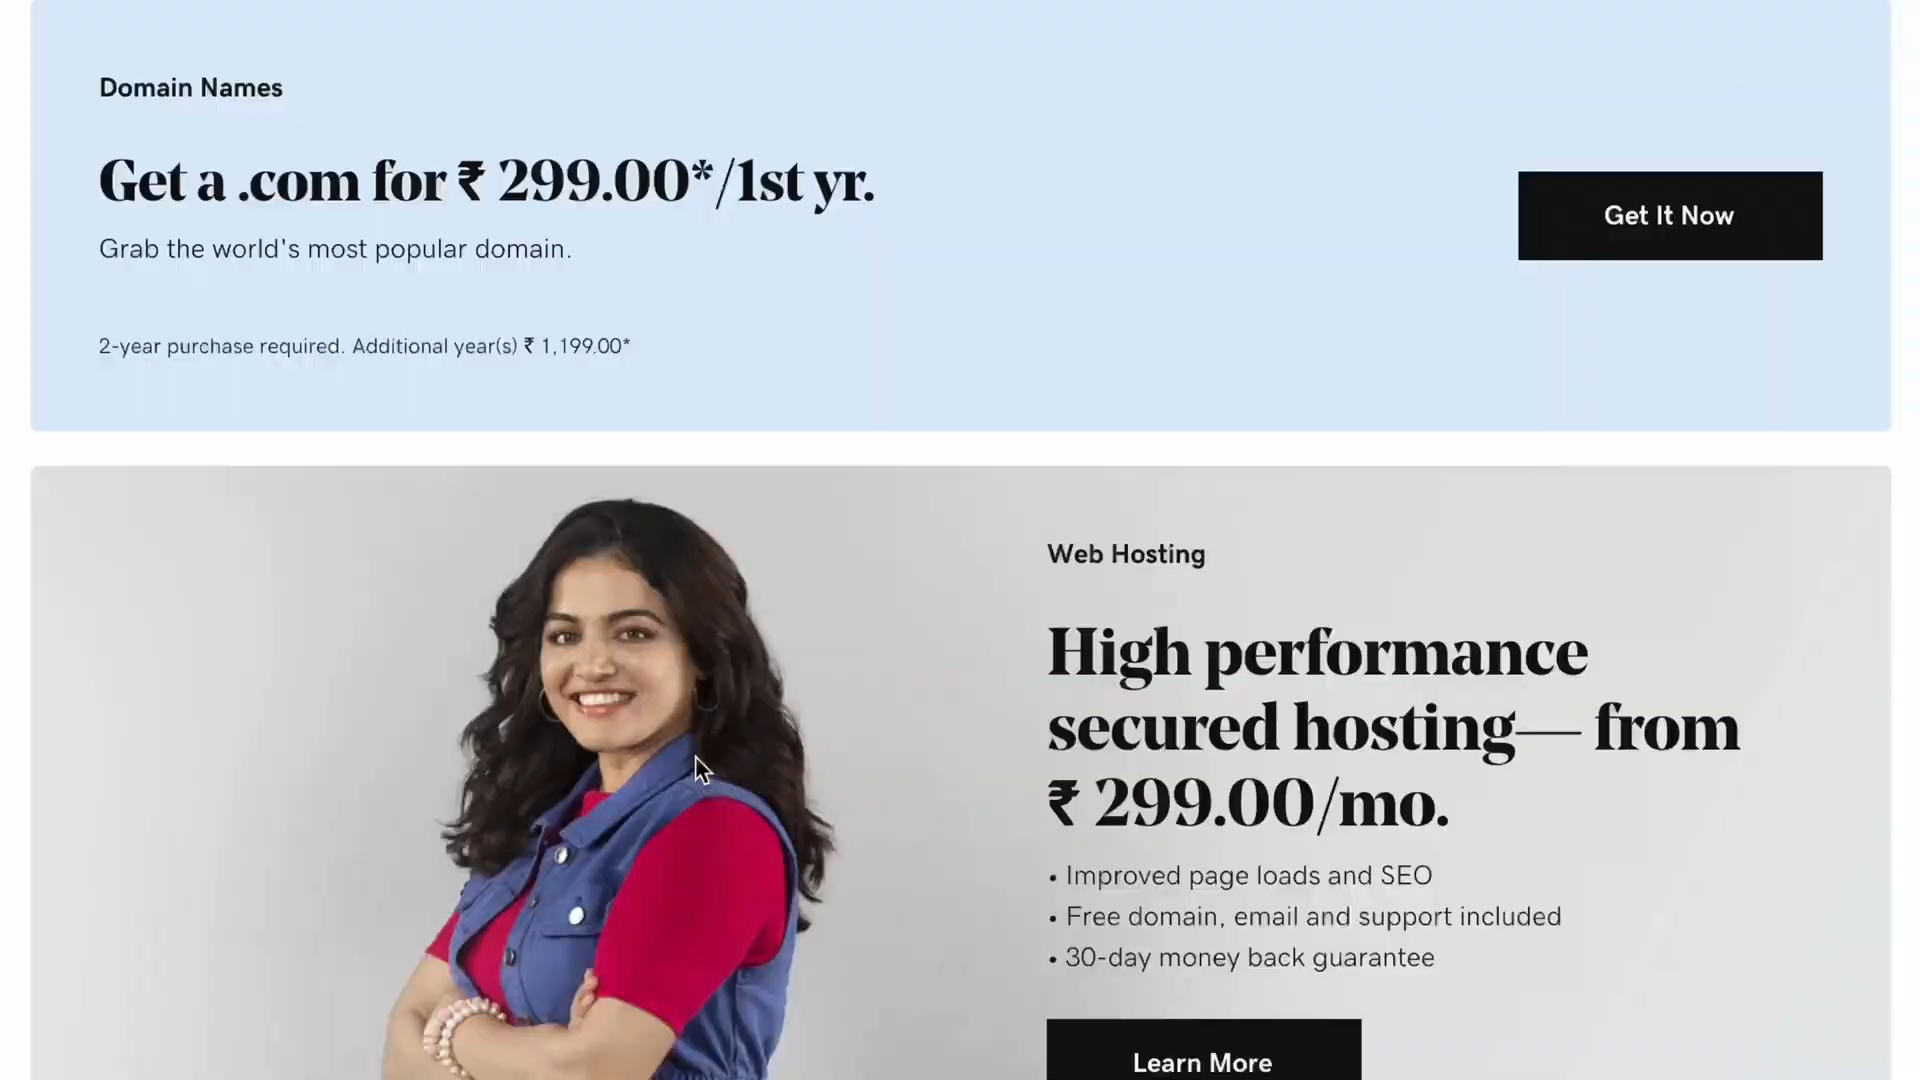 Domain Names
Get a .com for ₹ 299.00*/1st yr.
Grab the world's most popular domain.
Get It Now
2-year purchase required. Additional year(s) ₹ 1,199.00*
Web Hosting
High performance
secured hosting— from
₹ 299.00/mo.
• Improved page loads and SEO
• Free domain, email and support included
• 30-day money back guarantee
Learn More